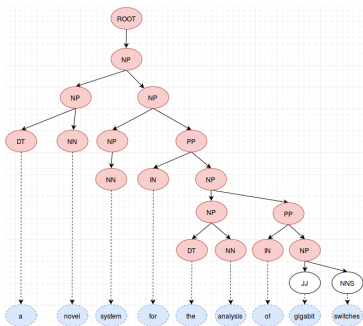 ROOT
NP
NP NP
DT NN NP PP
NN IN NP
NP PP
DT NN IN NP
JJ NNS
a novel system for the analysis of gigabit switches